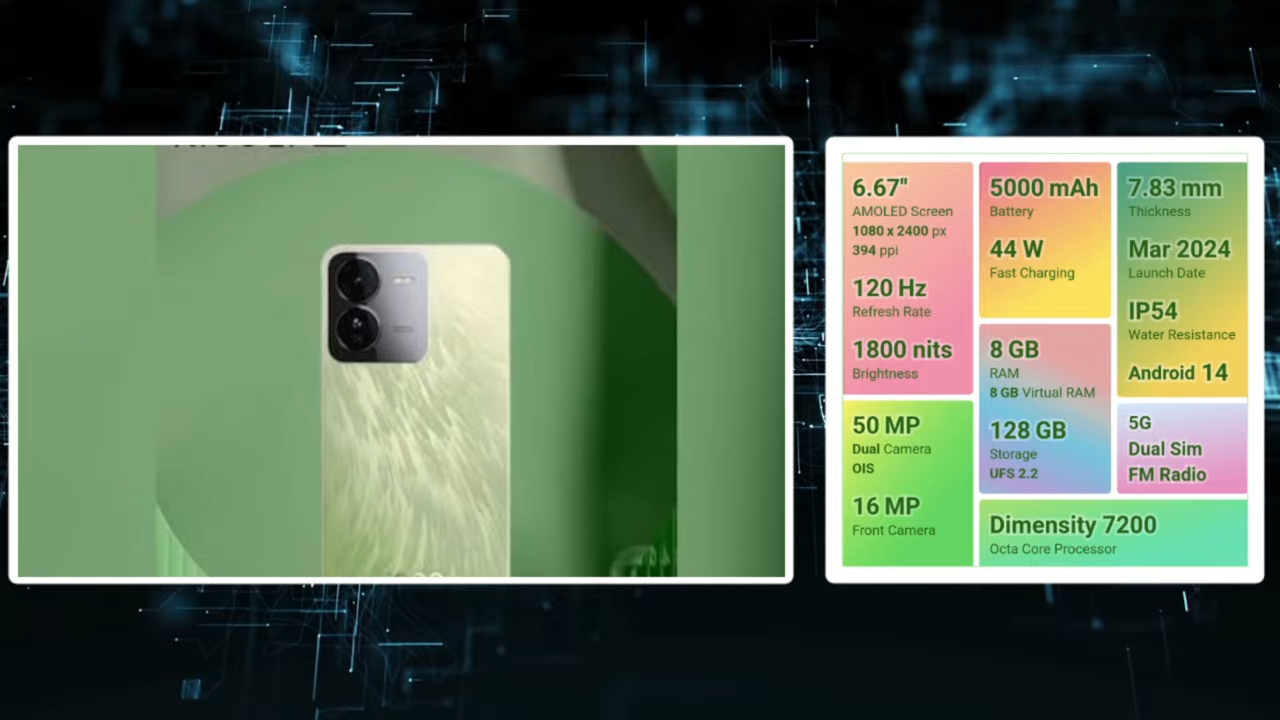 6.67"
AMOLED Screen
1080 x 2400 px
394 ppi
120 Hz
Refresh Rate
1800 nits
Brightness
50 MP
Dual Camera
OIS
16 MP
Front Camera
5000 mAh
Battery
44 W
Fast Charging
8 GB
RAM
8 GB Virtual RAM
128 GB
Storage
UFS 2.2
7.83 mm
Thickness
Mar 2024
Launch Date
IP54
Water Resistance
Android 14
5G
Dual Sim
FM Radio
Dimensity 7200
Octa Core Processor